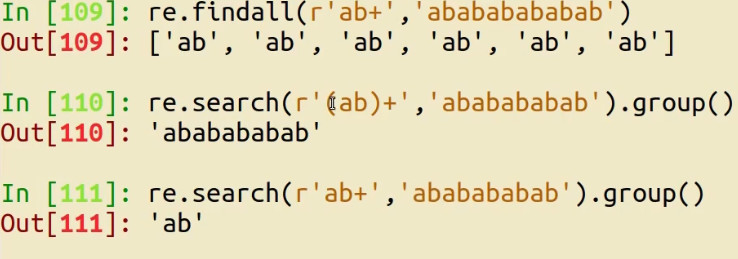 In [109]: re.findall(r'ab+','abababababab')
Out[109]: ['ab', 'ab', 'ab', 'ab', 'ab', 'ab']
In [110]: re.search(r'(ab)+','ababababab').group()
Out[110]: 'ababababab'
In [111]: re.search(r'ab+','ababababab').group()
Out[111]: 'ab'